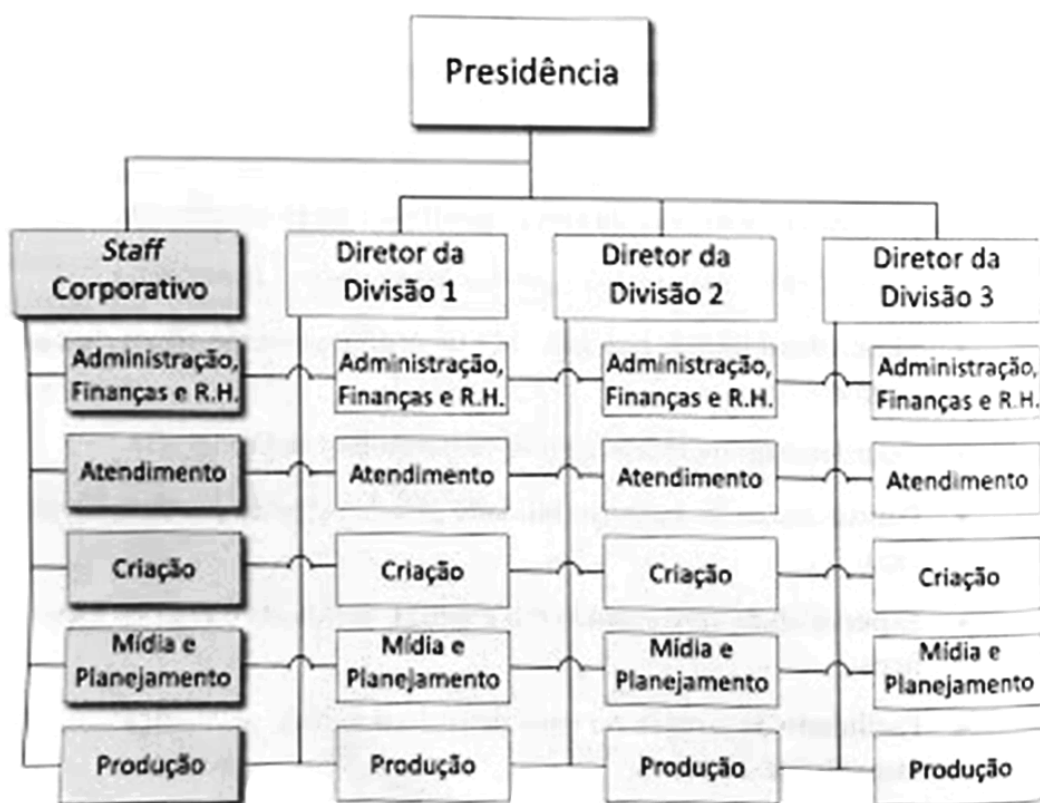 Presidência
Staff
Corporativo
Diretor da
Divisão 1
Diretor da
Divisão 2
Diretor da
Divisão 3
Administração,
Finanças e R.H.
Administração,
Finanças e R.H.
Administração,
Finanças e R.H.
Administração,
Finanças e R.H.
Atendimento
Atendimento
Atendimento
Atendimento
Criação
Criação
Criação
Criação
Mídia e
Planejamento
Mídia e
Planejamento
Mídia e
Planejamento
Mídia e
Planejamento
Produção
Produção
Produção
Produção